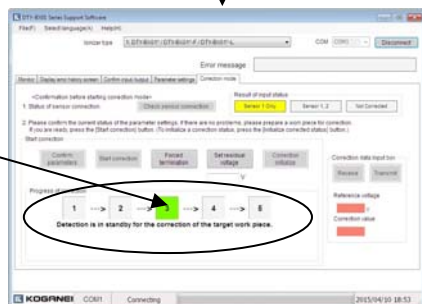 DTX-B10Z Series Support Software
File(F) Select language(K) Help(H)
Ionizer type
COM COM1 Disconnect
Error message
Monitor Display and history screen Confirm input/output Parameter settings Correction mode
<Confirmation before starting correction mode>
1. Status of sensor connection. Check sensor connection
Result of input status
Sensor 1 Only Sensor 1, 2 Not Corrected
2. Please confirm the current status of the parameter settings. If there are no problems, please prepare a work piece for correction.
If you are ready, press the [Start correction] button. (To initialize a correction status, press the [Initialize corrected status] button.)
Start correction
Confirm parameters Start correction Forced termination Set residual voltage Correction initialize
V
Correction data input box
Receive Transmit
Reference voltage
V
Correction value
Progress of correction
1 ---> 2 ---> 3 ---> 4 ---> 5
Detection is in standby for the correction of the target work piece.
KOGANEI COM1 Connecting 2015/04/10 18:53